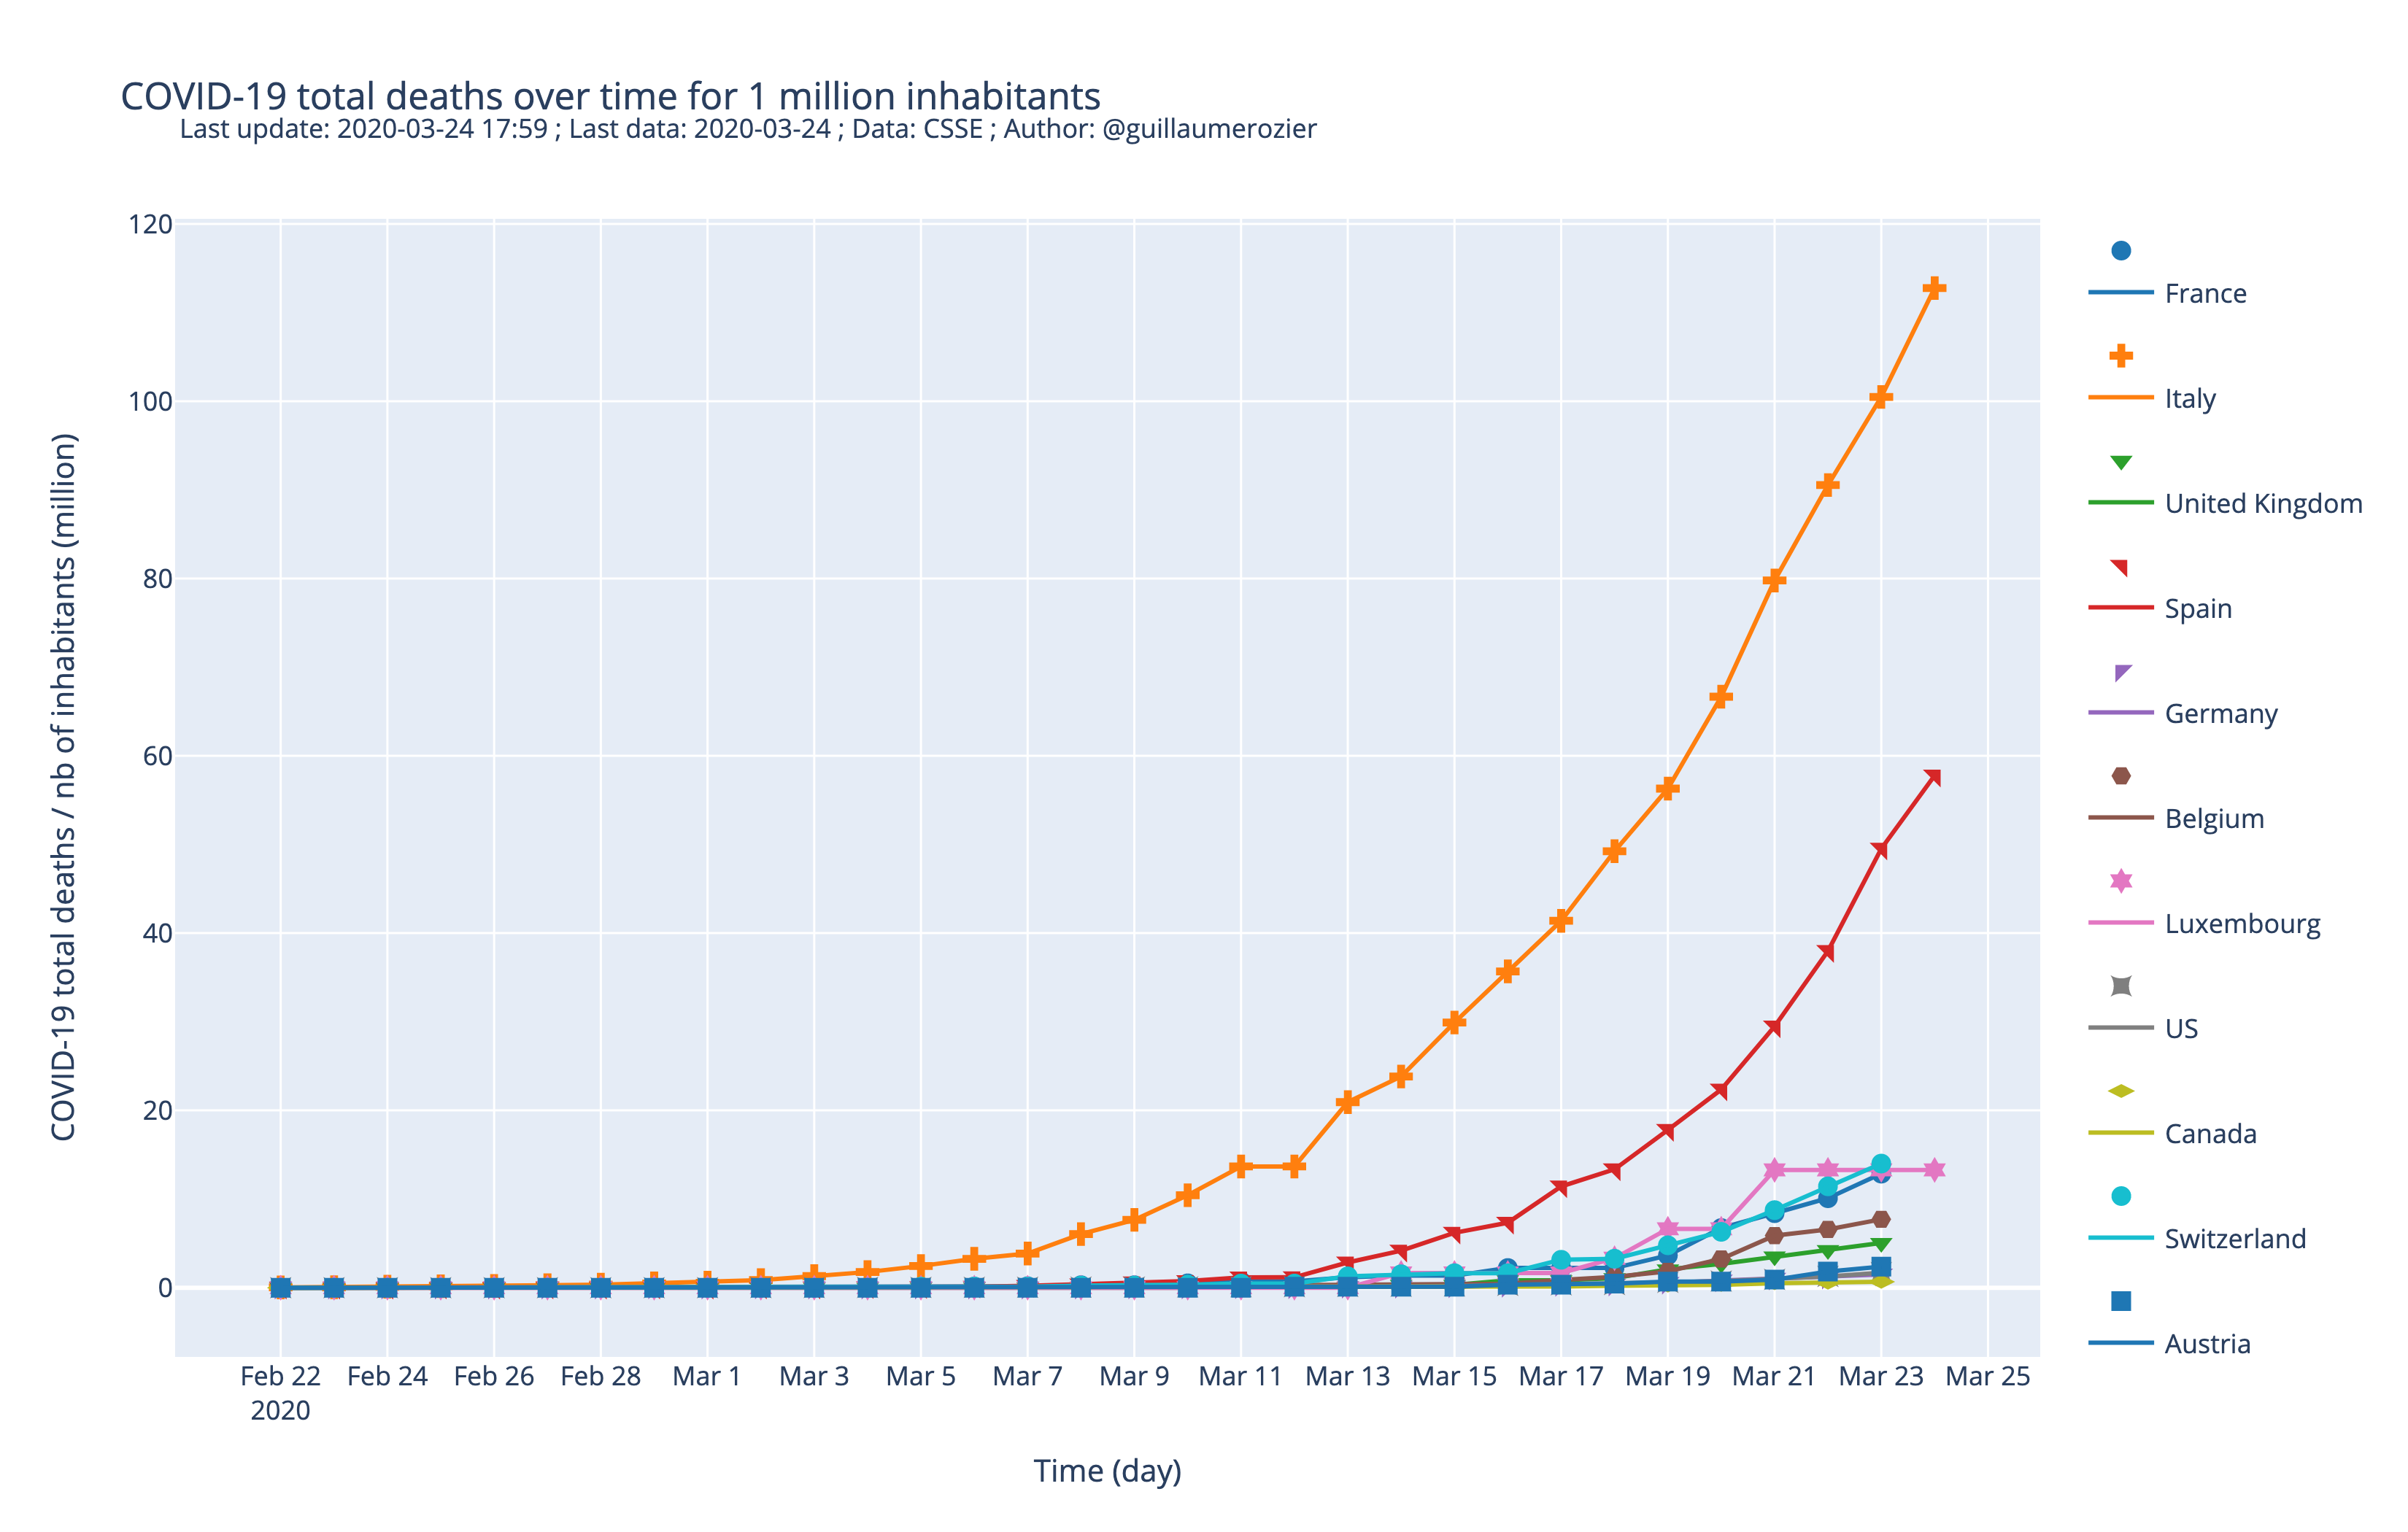 COVID-19 total deaths over time for 1 million inhabitants
Last update: 2020-03-24 17:59 ; Last data: 2020-03-24 ; Data: CSSE ; Author: @guillaumerozier
COVID-19 total deaths / nb of inhabitants (million)
120
100
80
60
40
20
0
Feb 22 Feb 24 Feb 26 Feb 28 Mar 1 Mar 3 Mar 5 Mar 7 Mar 9 Mar 11 Mar 13 Mar 15 Mar 17 Mar 19 Mar 21 Mar 23 Mar 25
2020
Time (day)
France
Italy
United Kingdom
Spain
Germany
Belgium
Luxembourg
US
Canada
Switzerland
Austria